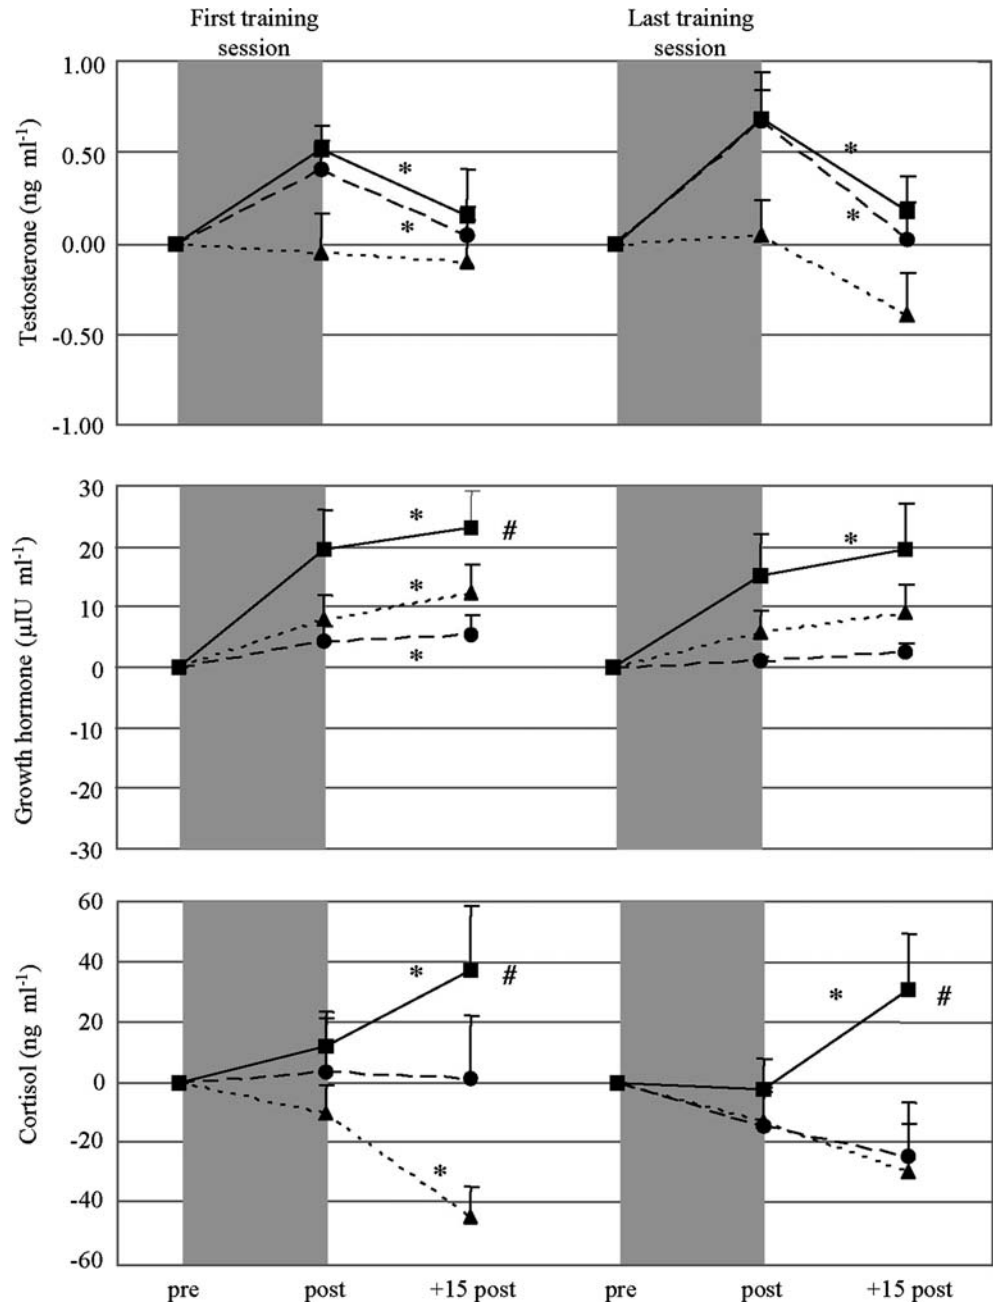 First training
session
Last training
session
Testosterone (ng ml-1)
1.00
0.50
0.00
-0.50
-1.00
*
*
*
*
Growth hormone (µIU ml-1)
30
20
10
0
-10
-20
-30
*
#
*
*
*
Cortisol (ng ml-1)
60
40
20
0
-20
-40
-60
*
#
*
*
#
pre
post
+15 post
pre
post
+15 post